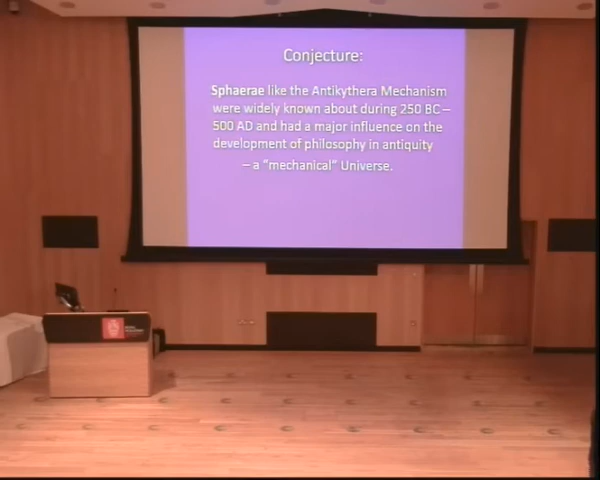 Conjecture:
Sphaerae like the Antikythera Mechanism
were widely known about during 250 BC –
500 AD and had a major influence on the
development of philosophy in antiquity
– a "mechanical" Universe.